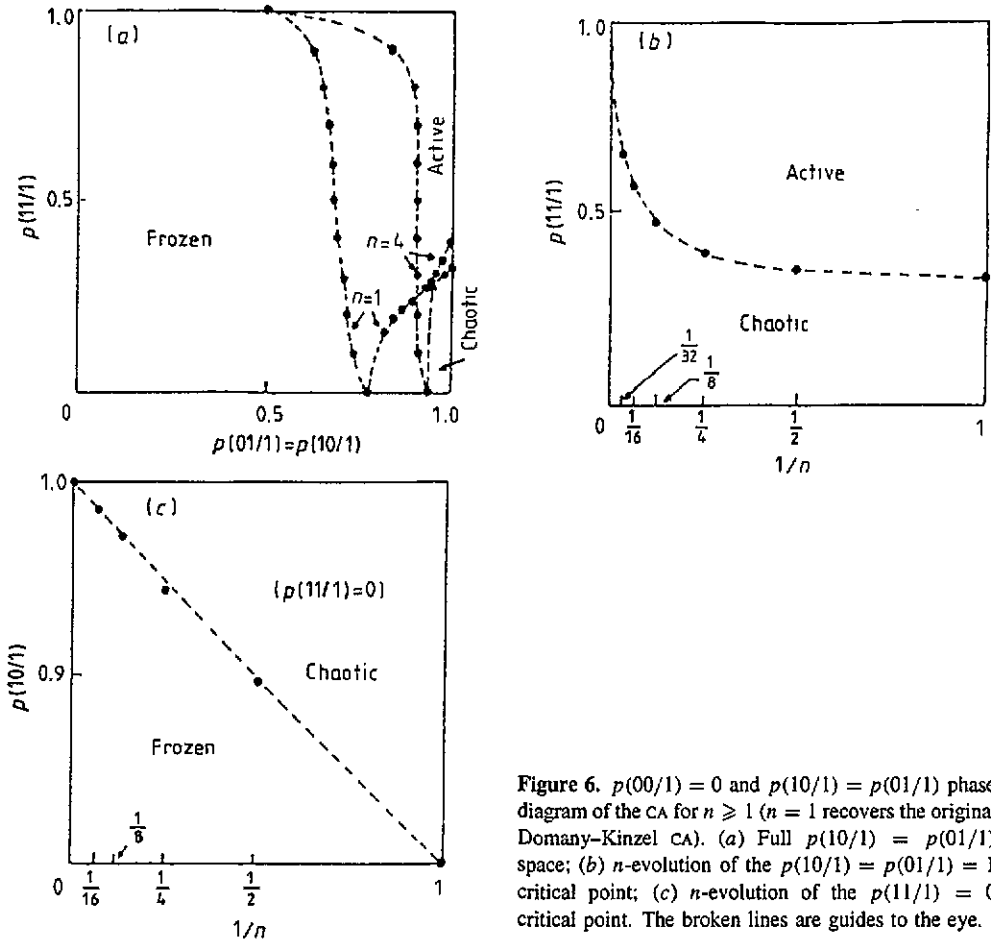 1.0
(a)
p(11/1)
0.5
Frozen
Active
n=4
n=1
Chaotic
0
0.5
1.0
p(01/1)=p(10/1)
1.0
(b)
p(11/1)
0.5
Active
Chaotic
1/32
1/8
0
1/16
1/4
1/2
1
1/n
1.0
(c)
(p(11/1)=0)
p(10/1)
0.9
Chaotic
Frozen
1/8
0
1/16
1/4
1/2
1
1/n
Figure 6. p(00/1) = 0 and p(10/1) = p(01/1) phase
diagram of the CA for n ⩾ 1 (n = 1 recovers the original
Domany–Kinzel CA). (a) Full p(10/1) = p(01/1)
space; (b) n-evolution of the p(10/1) = p(01/1) = 1
critical point; (c) n-evolution of the p(11/1) = 0
critical point. The broken lines are guides to the eye.